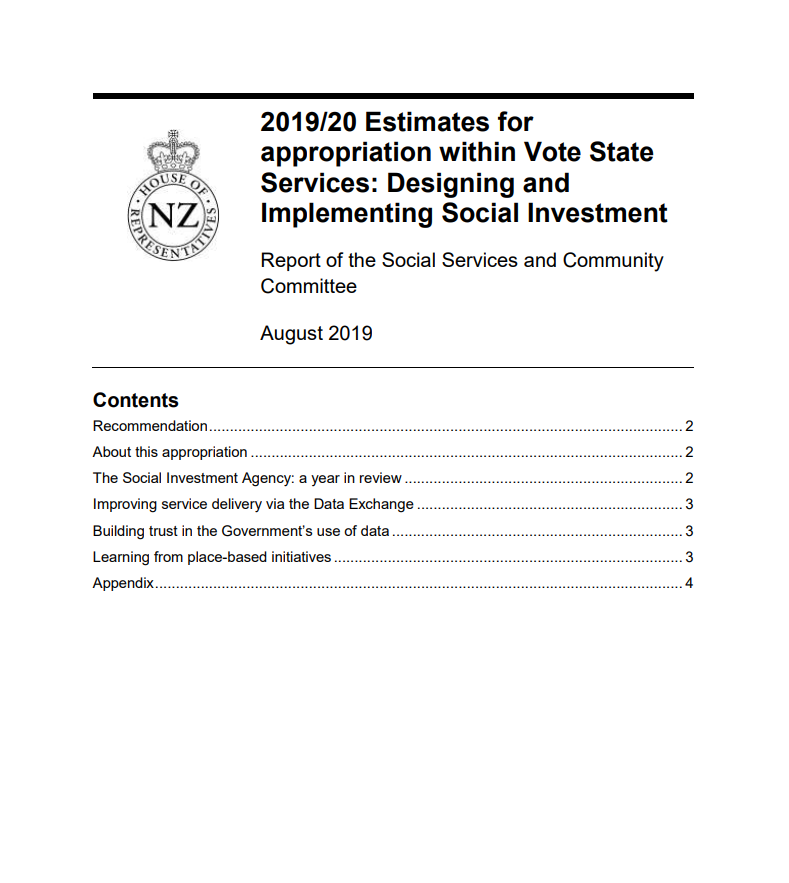 HOUSE OF
NZ
REPRESENTATIVES
2019/20 Estimates for
appropriation within Vote State
Services: Designing and
Implementing Social Investment
Report of the Social Services and Community
Committee
August 2019
Contents
Recommendation.................................................................................................................. 2
About this appropriation ........................................................................................................ 2
The Social Investment Agency: a year in review ................................................................... 2
Improving service delivery via the Data Exchange ................................................................ 3
Building trust in the Government’s use of data ...................................................................... 3
Learning from place-based initiatives .................................................................................... 3
Appendix............................................................................................................................... 4